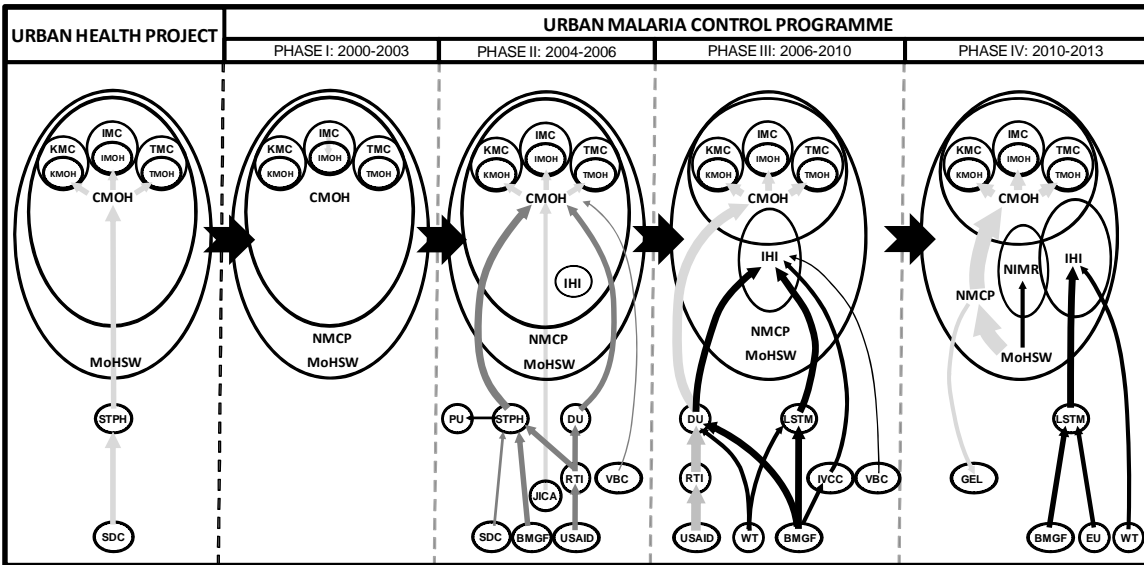 URBAN HEALTH PROJECT
URBAN MALARIA CONTROL PROGRAMME
PHASE I: 2000-2003
PHASE II: 2004-2006
PHASE III: 2006-2010
PHASE IV: 2010-2013
IMC
KMC
TMC
IMOH
KMOH
TMOH
CMOH
MoHSW
STPH
SDC
IMC
KMC
TMC
IMOH
KMOH
TMOH
CMOH
NMCP
MoHSW
IMC
KMC
TMC
IMOH
KMOH
TMOH
CMOH
IHI
NMCP
MoHSW
PU
STPH
DU
RTI
VBC
JICA
SDC
BMGF
USAID
IMC
KMC
TMC
IMOH
KMOH
TMOH
CMOH
IHI
NMCP
MoHSW
DU
LSTM
RTI
IVCC
VBC
USAID
WT
BMGF
IMC
KMC
TMC
IMOH
KMOH
TMOH
CMOH
NIMR
IHI
NMCP
MoHSW
LSTM
GEL
BMGF
EU
WT